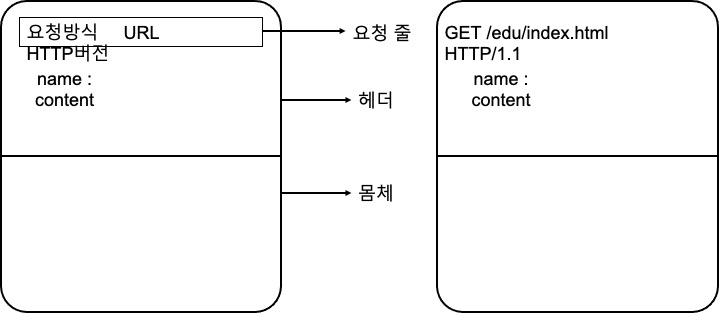 요청방식 URL
HTTP버전
name :
content
요청 줄
헤더
몸체
GET /edu/index.html
HTTP/1.1
name :
content